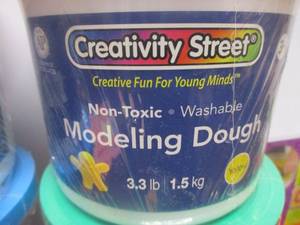 Creativity Street®
Creative Fun For Young Minds™
Non-Toxic • Washable
Modeling Dough
3.3 lb | 1.5 kg